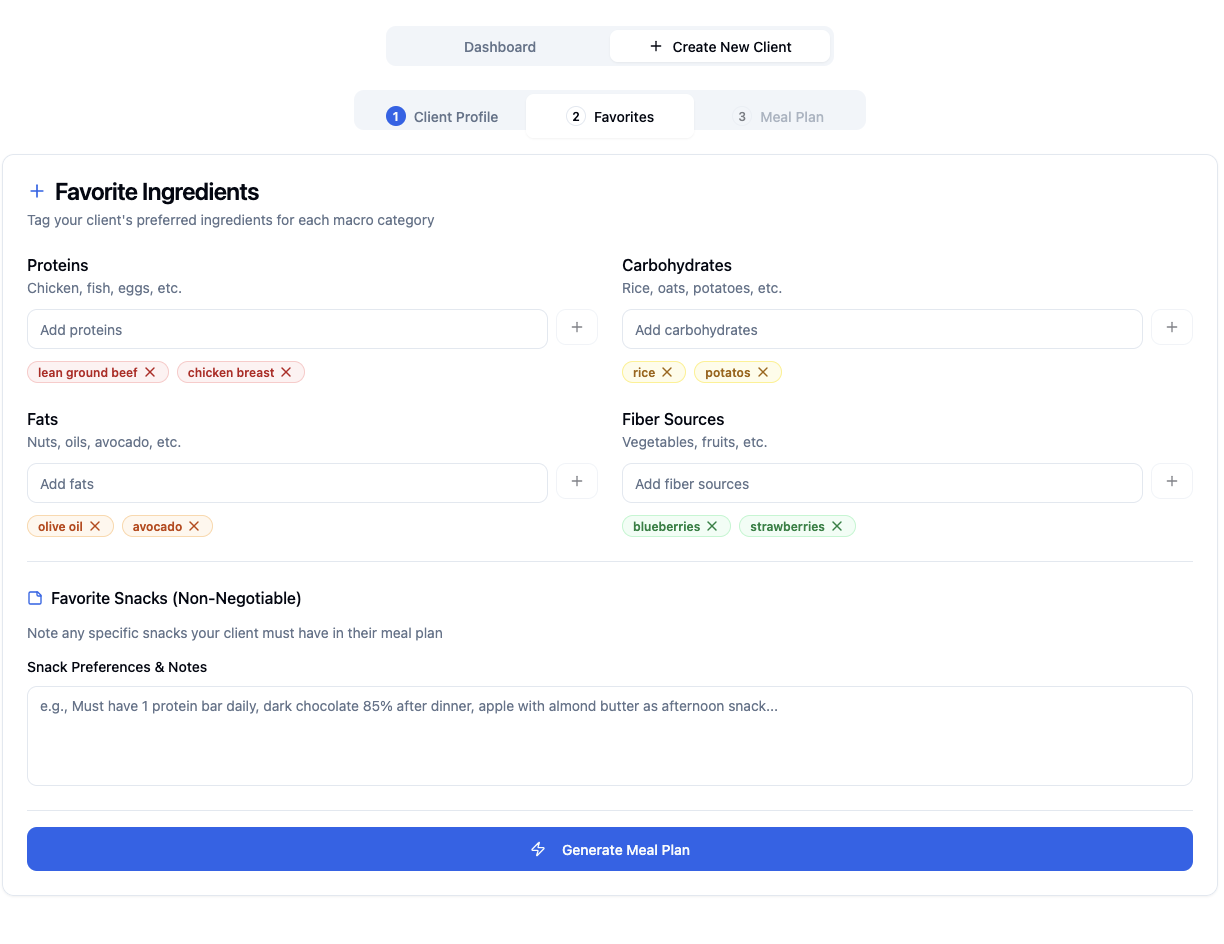 Dashboard
Create New Client
1 Client Profile
2 Favorites
3 Meal Plan
Favorite Ingredients
Tag your client's preferred ingredients for each macro category
Proteins
Chicken, fish, eggs, etc.
Add proteins
lean ground beef
chicken breast
Carbohydrates
Rice, oats, potatoes, etc.
Add carbohydrates
rice
potatos
Fats
Nuts, oils, avocado, etc.
Add fats
olive oil
avocado
Fiber Sources
Vegetables, fruits, etc.
Add fiber sources
blueberries
strawberries
Favorite Snacks (Non-Negotiable)
Note any specific snacks your client must have in their meal plan
Snack Preferences & Notes
e.g., Must have 1 protein bar daily, dark chocolate 85% after dinner, apple with almond butter as afternoon snack...
Generate Meal Plan